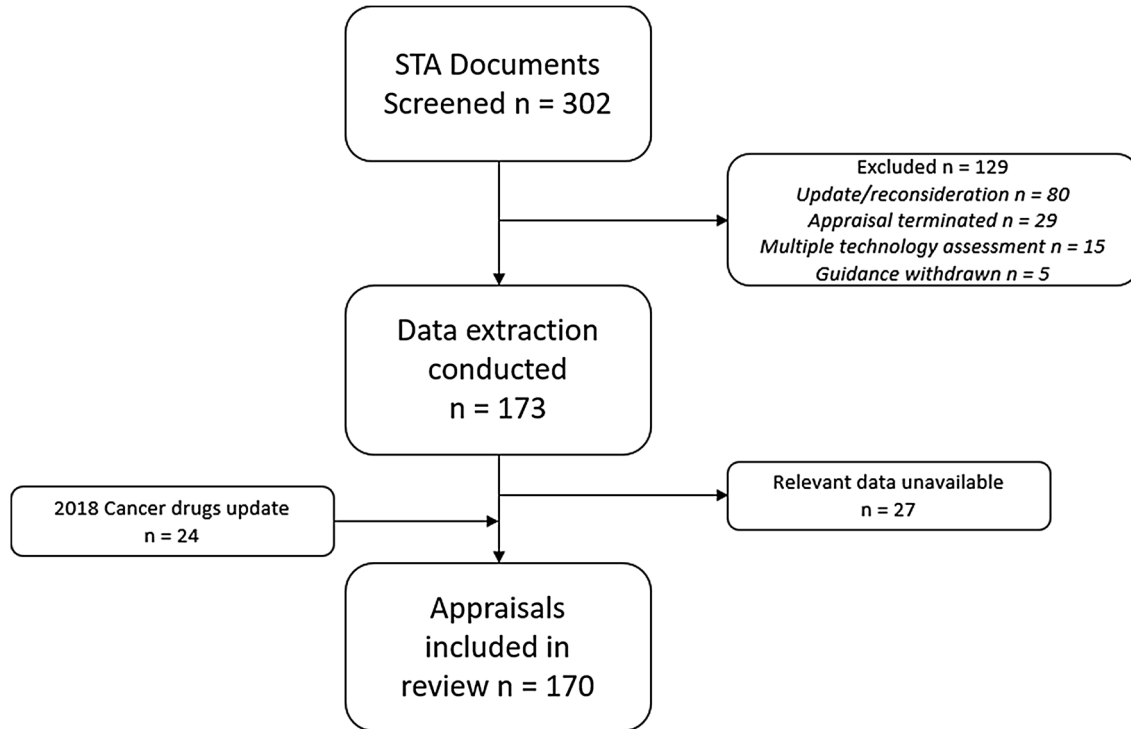 STA Documents
Screened n = 302
Excluded n = 129
Update/reconsideration n = 80
Appraisal terminated n = 29
Multiple technology assessment n = 15
Guidance withdrawn n = 5
Data extraction
conducted
n = 173
Relevant data unavailable
n = 27
2018 Cancer drugs update
n = 24
Appraisals
included in
review n = 170